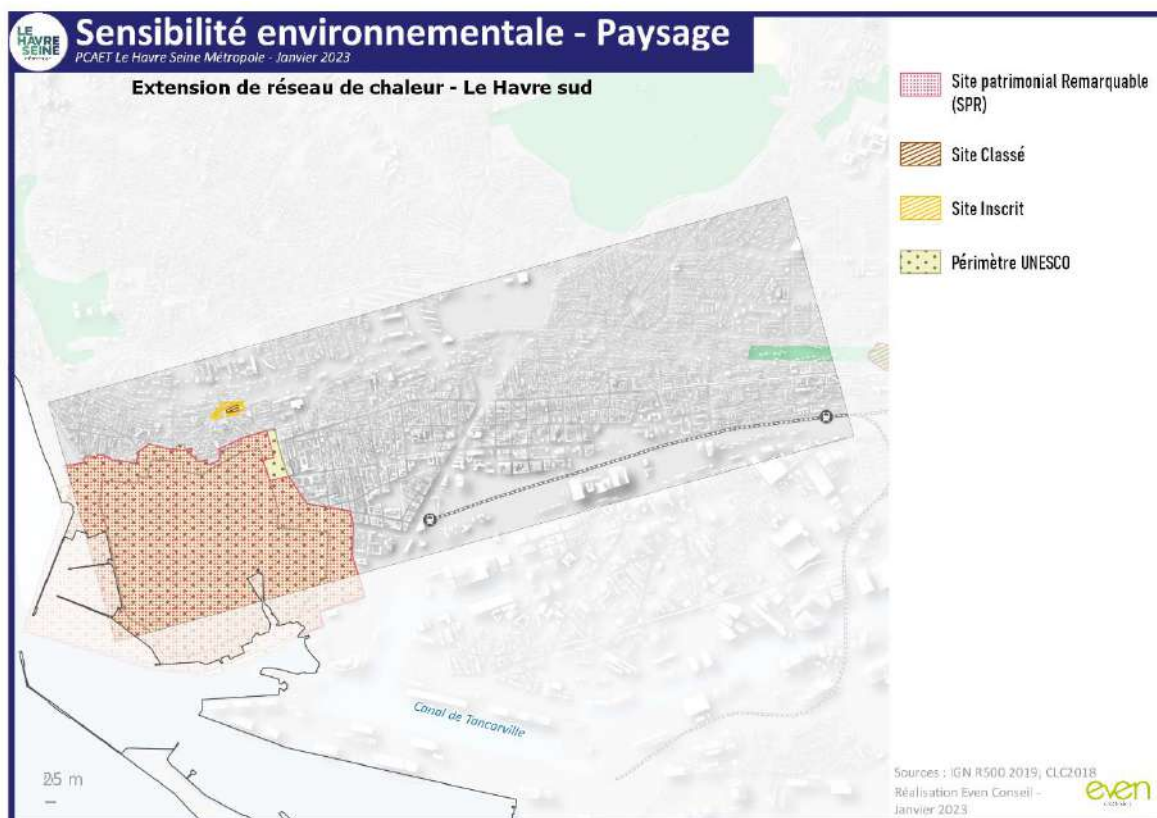 LE
HAVRE
SEINE
Sensibilité environnementale - Paysage
PCAET Le Havre Seine Métropole - Janvier 2023
Extension de réseau de chaleur - Le Havre sud
Site patrimonial Remarquable
(SPR)
Site Classé
Site Inscrit
Périmètre UNESCO
Canal de Tancarville
m
Sources : IGN R500 2019; CLC2018
Réalisation Even Conseil -
Janvier 2023
even